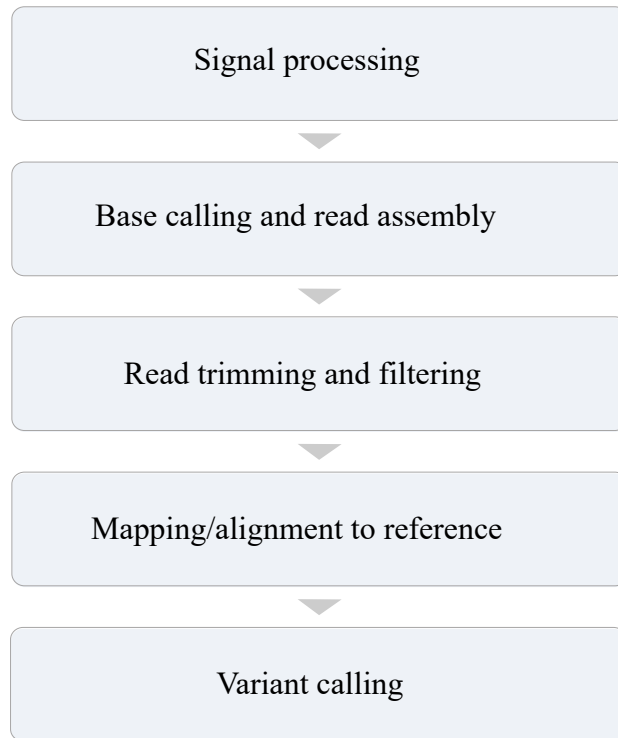 Signal processing
Base calling and read assembly
Read trimming and filtering
Mapping/alignment to reference
Variant calling